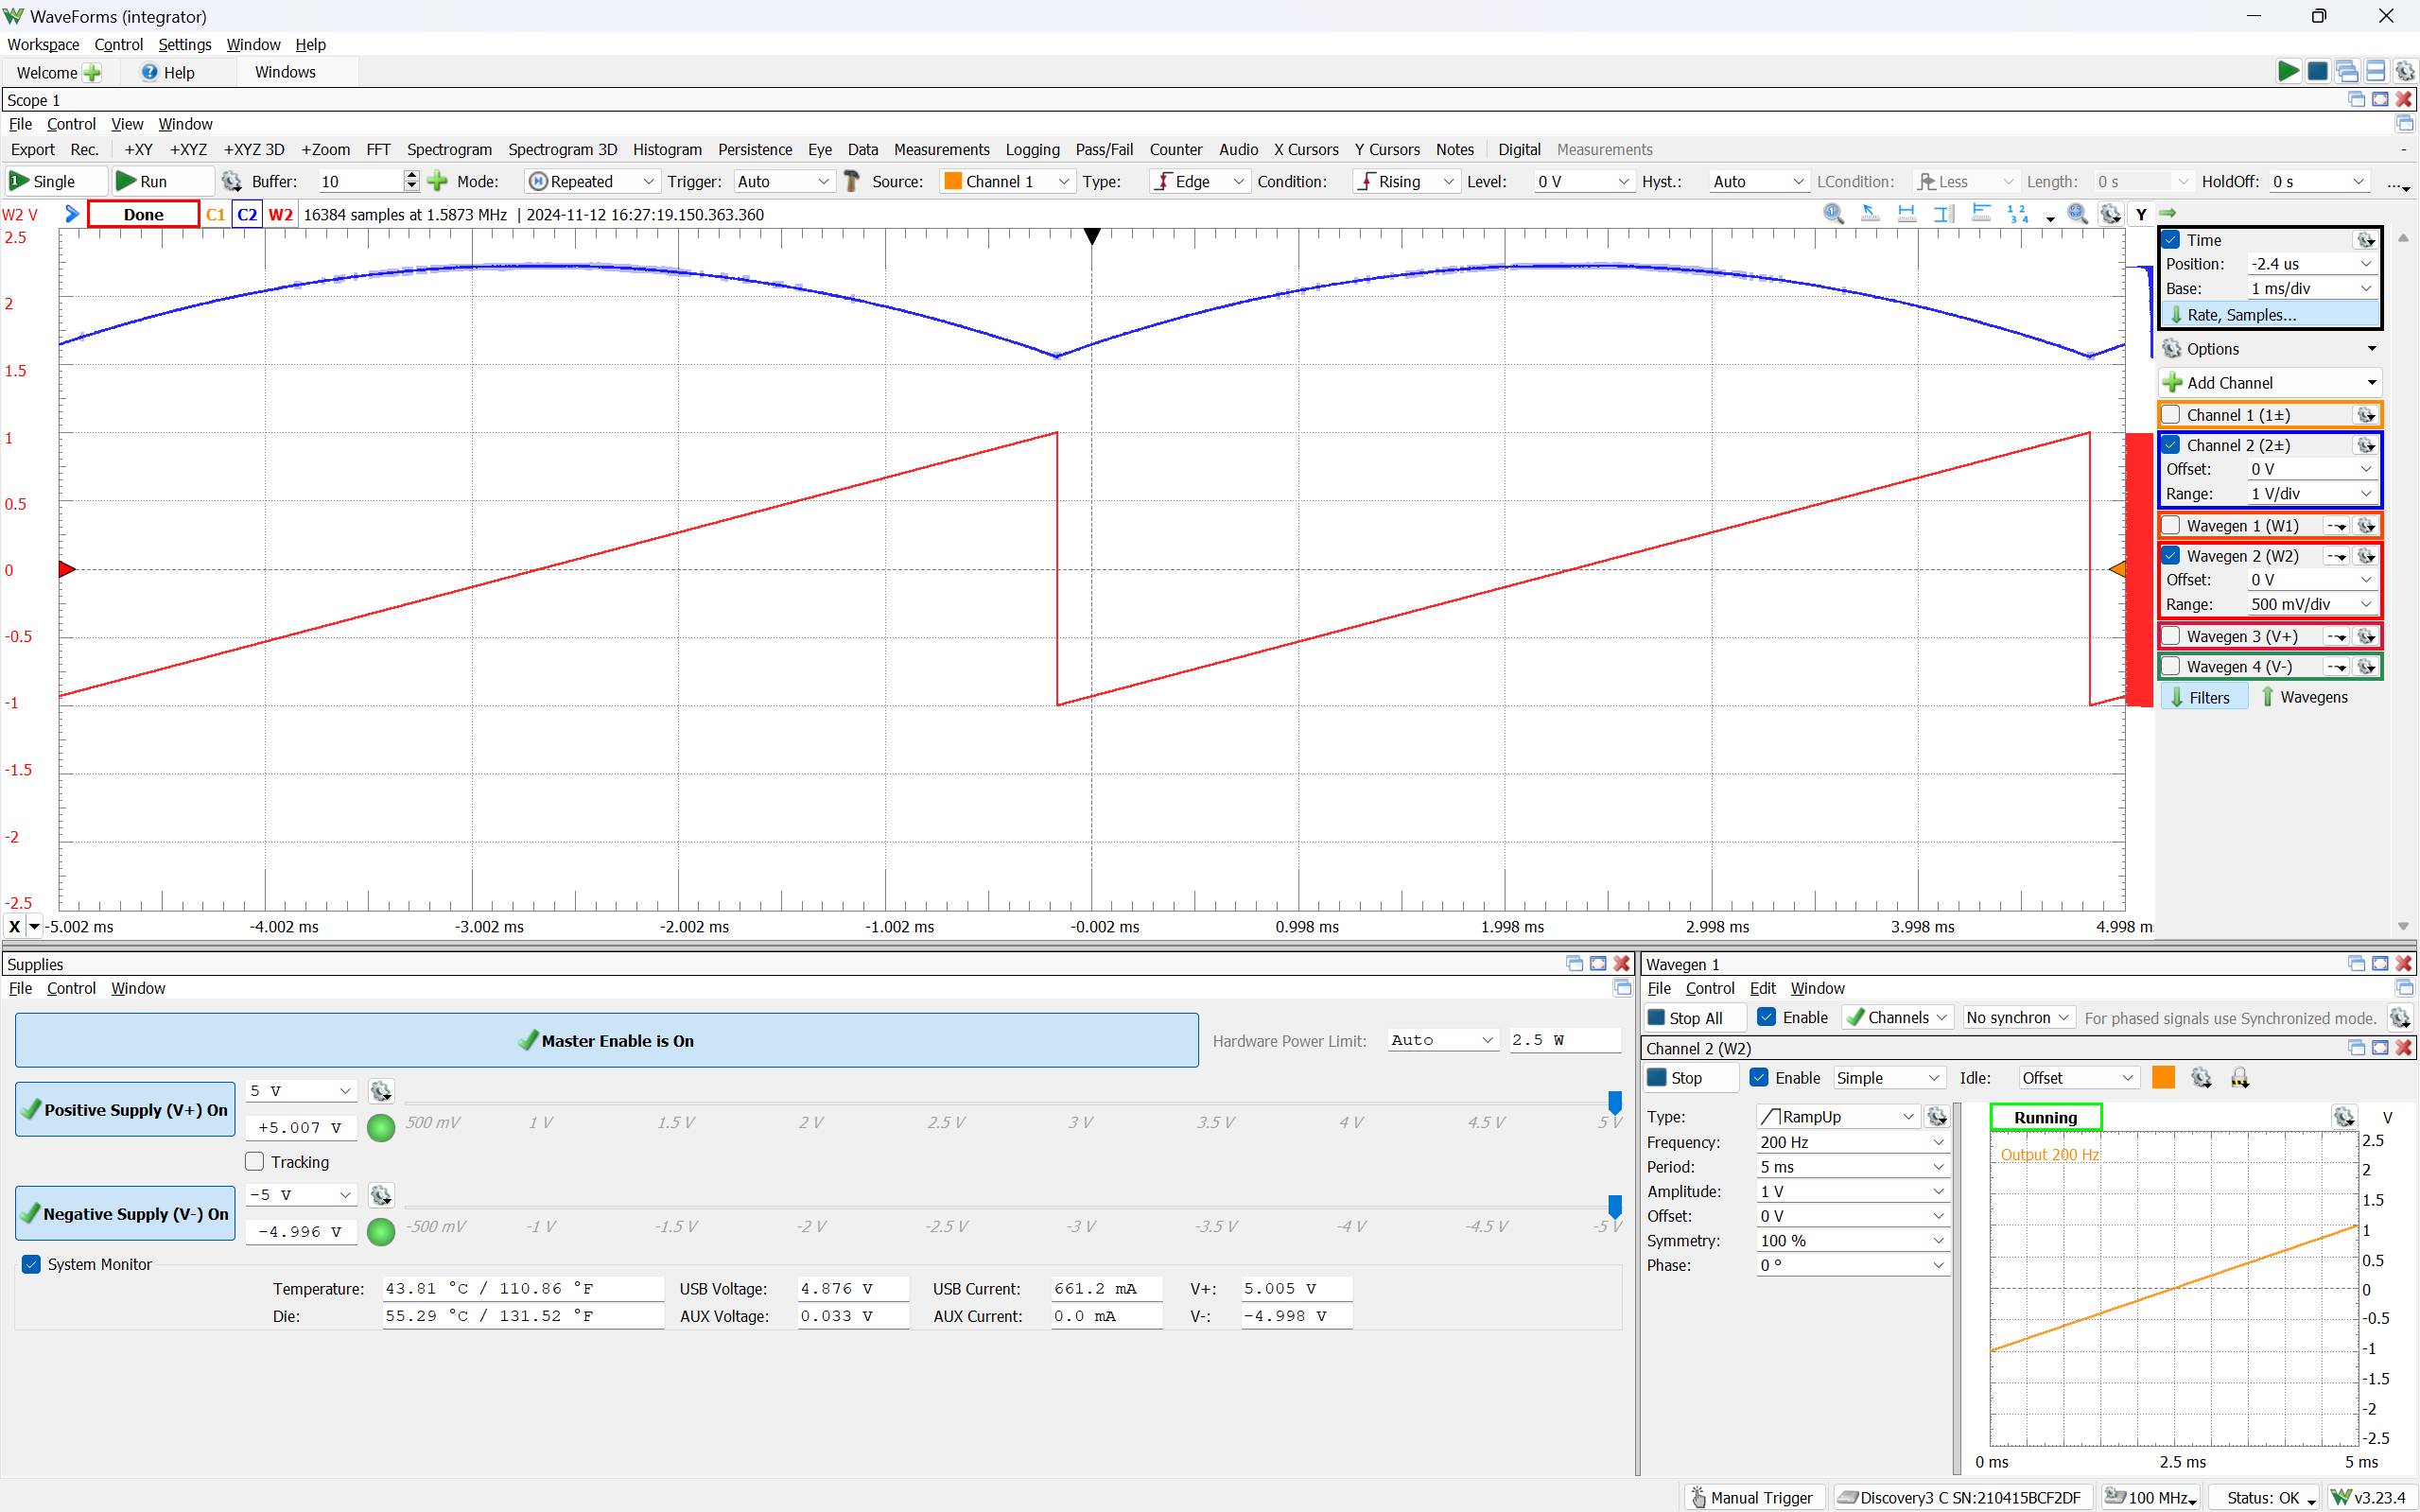 WaveForms (integrator)
Workspace Control Settings Window Help
Welcome Help Windows
Scope 1
File Control View Window
Export Rec. +XY +XYZ +XYZ 3D +Zoom FFT Spectrogram Spectrogram 3D Histogram Persistence Eye Data Measurements Logging Pass/Fail Counter Audio X Cursors Y Cursors Notes Digital Measurements
Single Run Buffer: 10 Mode: Repeated Trigger: Auto Source: Channel 1 Type: Edge Condition: Rising Level: 0 V Hyst.: Auto LCondition: Less Length: 0 s HoldOff: 0 s ...
W2 V Done C1 C2 W2 16384 samples at 1.5873 MHz | 2024-11-12 16:27:19.150.363.360 Y
2.5
2
1.5
1
0.5
0
-0.5
-1
-1.5
-2
-2.5
X -5.002 ms -4.002 ms -3.002 ms -2.002 ms -1.002 ms -0.002 ms 0.998 ms 1.998 ms 2.998 ms 3.998 ms 4.998 m
Time
Position: -2.4 us
Base: 1 ms/div
Rate, Samples...
Options
Add Channel
Channel 1 (1±)
Channel 2 (2±)
Offset: 0 V
Range: 1 V/div
Wavegen 1 (W1)
Wavegen 2 (W2)
Offset: 0 V
Range: 500 mV/div
Wavegen 3 (V+)
Wavegen 4 (V-)
Filters Wavegens
Supplies
File Control Window
Master Enable is On Hardware Power Limit: Auto 2.5 W
Positive Supply (V+) On 5 V
+5.007 V 500 mV 1 V 1.5 V 2 V 2.5 V 3 V 3.5 V 4 V 4.5 V 5 V
Tracking
Negative Supply (V-) On -5 V
-4.996 V -500 mV -1 V -1.5 V -2 V -2.5 V -3 V -3.5 V -4 V -4.5 V -5 V
System Monitor
Temperature: 43.81 °C / 110.86 °F USB Voltage: 4.876 V USB Current: 661.2 mA V+: 5.005 V
Die: 55.29 °C / 131.52 °F AUX Voltage: 0.033 V AUX Current: 0.0 mA V-: -4.998 V
Wavegen 1
File Control Edit Window
Stop All Enable Channels No synchron For phased signals use Synchronized mode.
Channel 2 (W2)
Stop Enable Simple Idle: Offset
Type: RampUp
Frequency: 200 Hz
Period: 5 ms
Amplitude: 1 V
Offset: 0 V
Symmetry: 100 %
Phase: 0 °
Running V
Output 200 Hz
2.5
2
1.5
1
0.5
0
-0.5
-1
-1.5
-2
-2.5
0 ms 2.5 ms 5 ms
Manual Trigger Discovery3 C SN:210415BCF2DF 100 MHz Status: OK v3.23.4